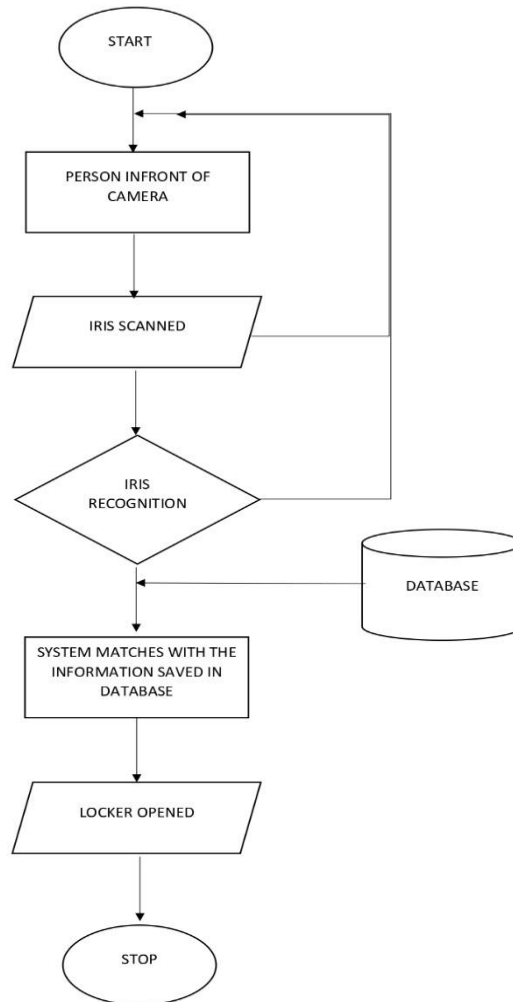 START
PERSON INFRONT OF
CAMERA
IRIS SCANNED
IRIS
RECOGNITION
DATABASE
SYSTEM MATCHES WITH THE
INFORMATION SAVED IN
DATABASE
LOCKER OPENED
STOP